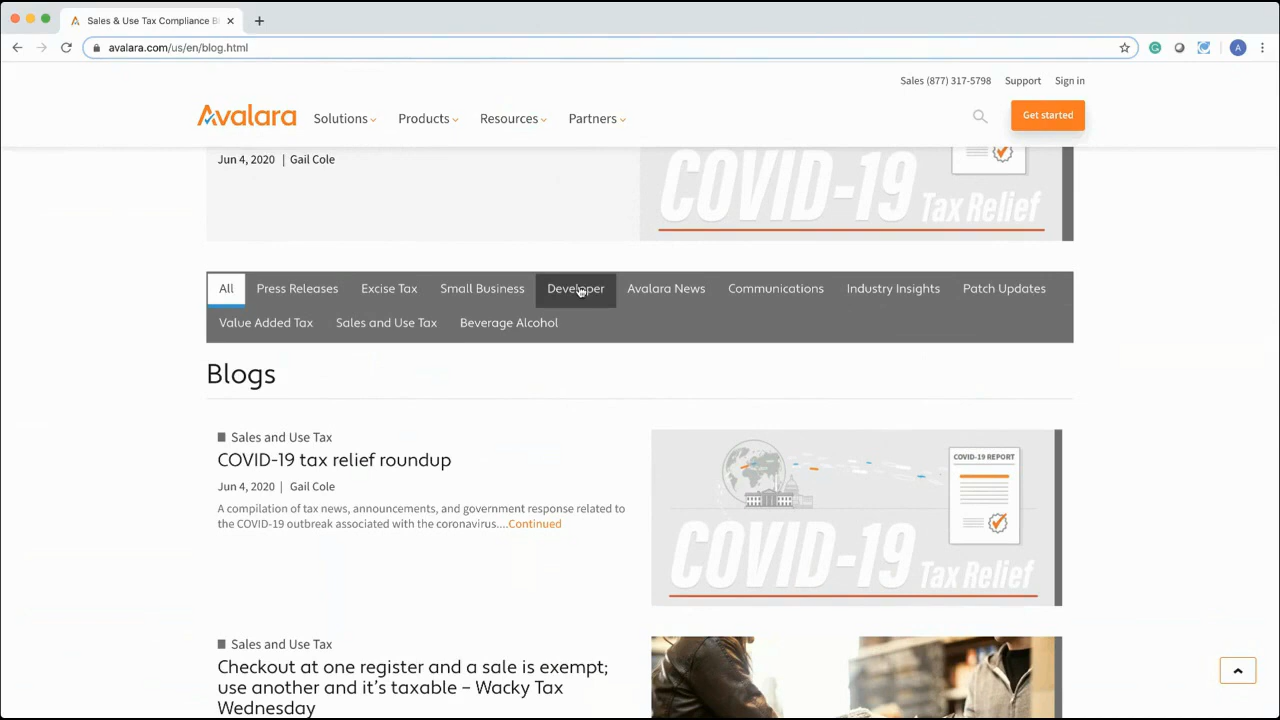 Sales & Use Tax Compliance B
avalara.com/us/en/blog.html
A
Sales (877) 317-5798 Support Sign in
Avalara Solutions Products Resources Partners Get started
Jun 4, 2020 | Gail Cole
COVID-19
Tax Relief
All Press Releases Excise Tax Small Business Developer Avalara News Communications Industry Insights Patch Updates
Value Added Tax Sales and Use Tax Beverage Alcohol
Blogs
Sales and Use Tax
COVID-19 tax relief roundup
Jun 4, 2020 | Gail Cole
A compilation of tax news, announcements, and government response related to
the COVID-19 outbreak associated with the coronavirus....Continued
COVID-19 REPORT
COVID-19
Tax Relief
Sales and Use Tax
Checkout at one register and a sale is exempt;
use another and it's taxable – Wacky Tax
Wednesday